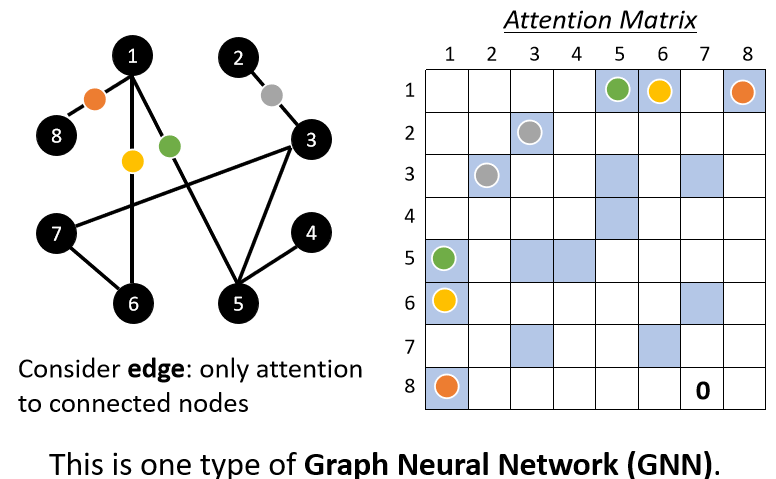 Attention Matrix
1 2 3 4 5 6 7 8
1
2
3
4
5
6
7
8 0
1 2
8 3
7 4
6 5
Consider edge: only attention
to connected nodes
This is one type of Graph Neural Network (GNN).